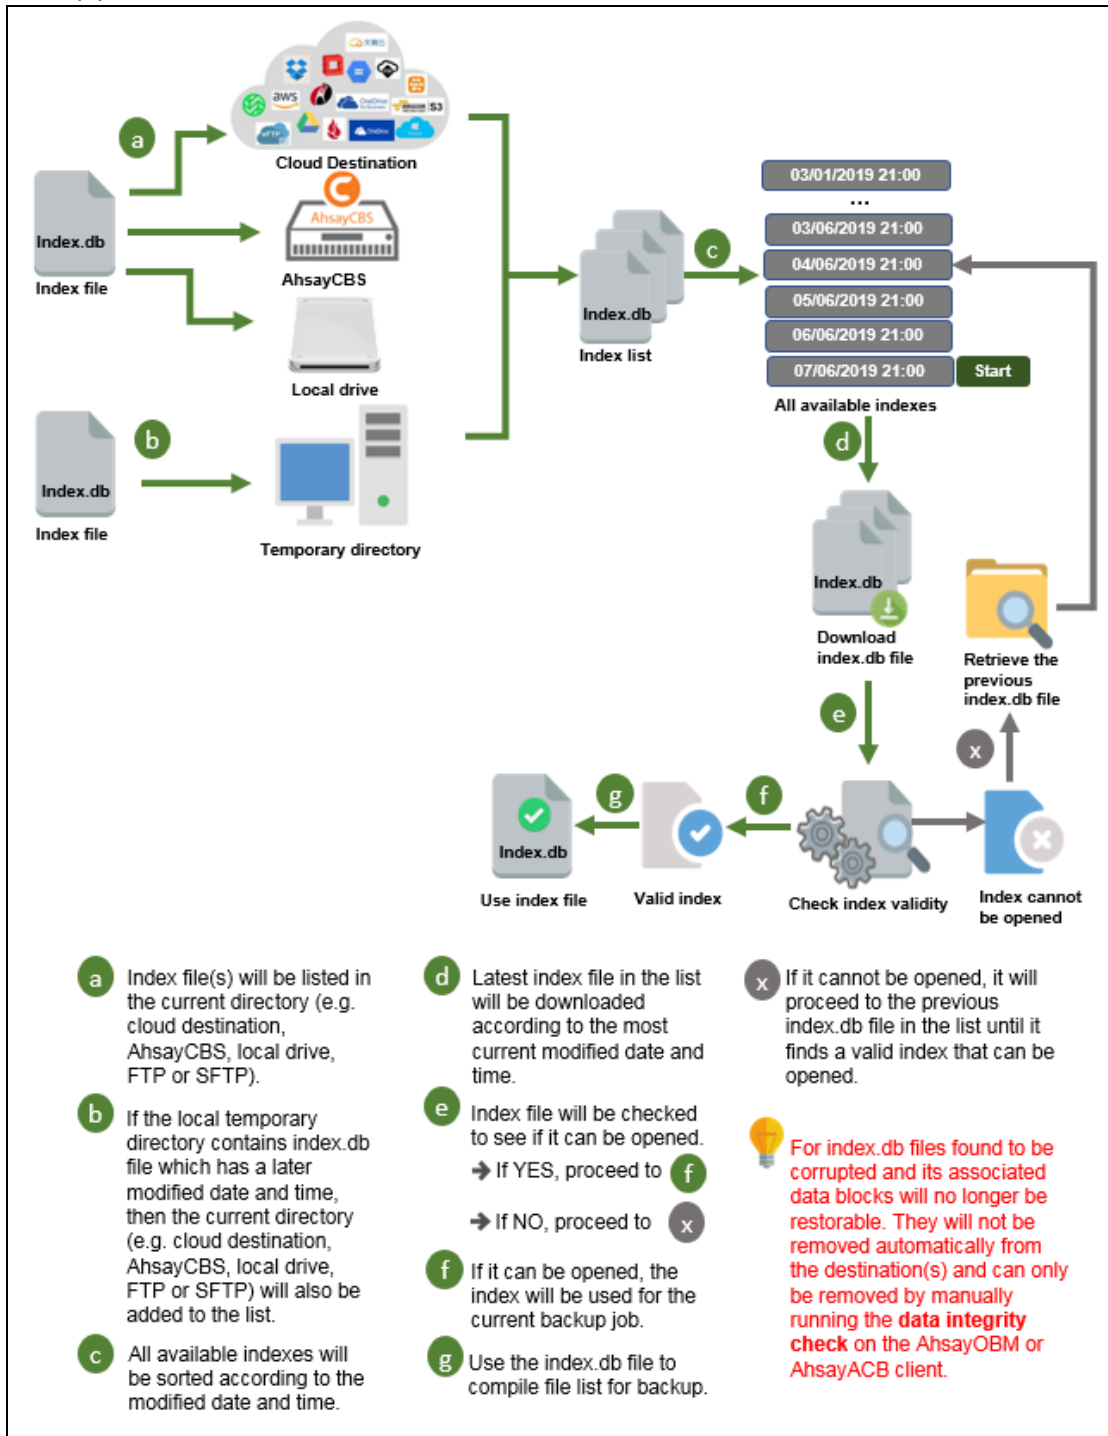 天翼云
aws
OneDrive
for Business
S3
SFTP
OneDrive
a
Cloud Destination
Index.db
Index file
AhsayCBS
AhsayCBS
Local drive
b
Index.db
Index file
Temporary directory
Index.db
Index list
c
03/01/2019 21:00
...
03/06/2019 21:00
04/06/2019 21:00
05/06/2019 21:00
06/06/2019 21:00
07/06/2019 21:00
Start
All available indexes
d
Index.db
Download
index.db file
Retrieve the
previous
index.db file
e
x
g
f
Index.db
Use index file
Valid index
Check index validity
Index cannot
be opened
a
Index file(s) will be listed in
the current directory (e.g.
cloud destination,
AhsayCBS, local drive,
FTP or SFTP).
b
If the local temporary
directory contains index.db
file which has a later
modified date and time,
then the current directory
(e.g. cloud destination,
AhsayCBS, local drive,
FTP or SFTP) will also be
added to the list.
c
All available indexes will
be sorted according to the
modified date and time.
d
Latest index file in the list
will be downloaded
according to the most
current modified date and
time.
e
Index file will be checked
to see if it can be opened.
➔ If YES, proceed to f
➔ If NO, proceed to x
f
If it can be opened, the
index will be used for the
current backup job.
g
Use the index.db file to
compile file list for backup.
x
If it cannot be opened, it will
proceed to the previous
index.db file in the list until it
finds a valid index that can be
opened.
For index.db files found to be
corrupted and its associated
data blocks will no longer be
restorable. They will not be
removed automatically from
the destination(s) and can only
be removed by manually
running the data integrity
check on the AhsayOBM or
AhsayACB client.